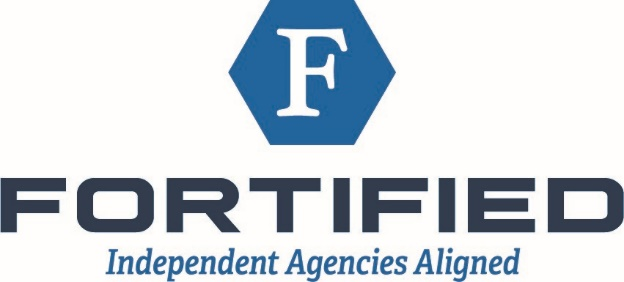 F
FORTIFIED
Independent Agencies Aligned